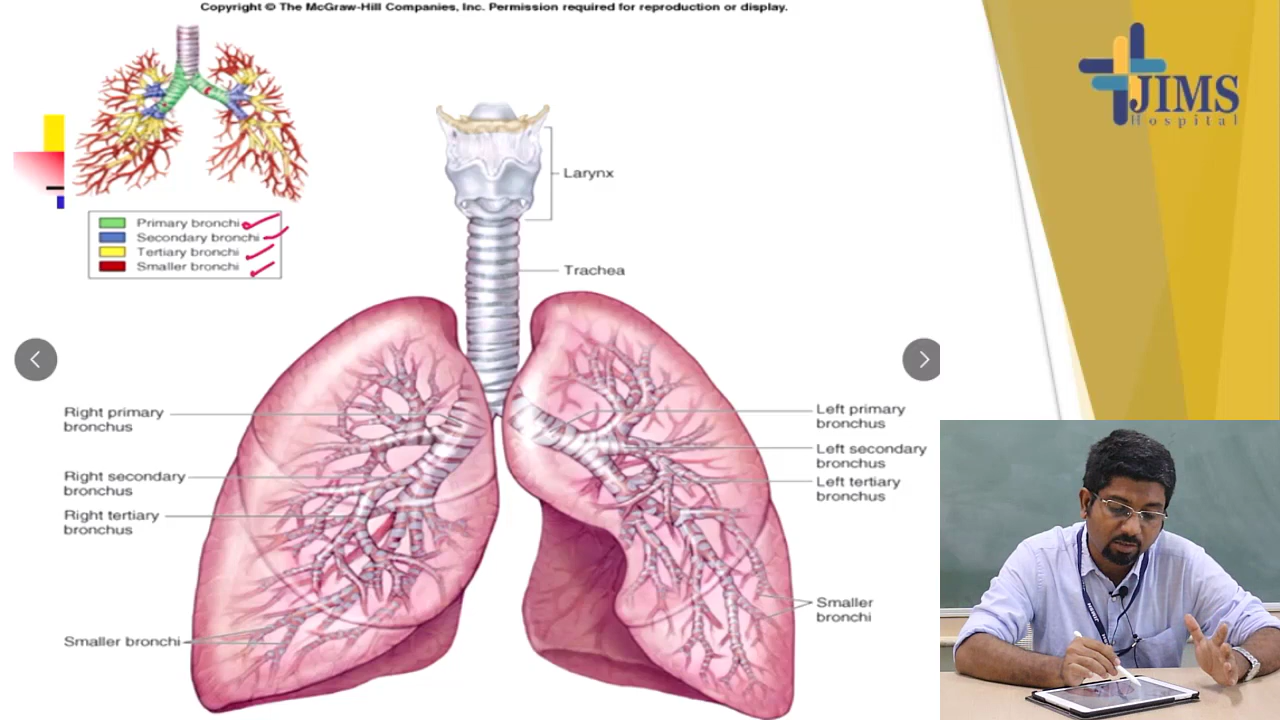 Copyright © The McGraw-Hill Companies, Inc. Permission required for reproduction or display.
JIMS
Hospital
Larynx
Primary bronchi
Secondary bronchi
Tertiary bronchi
Smaller bronchi
Trachea
Right primary
bronchus
Left primary
bronchus
Left secondary
bronchus
Right secondary
bronchus
Left tertiary
bronchus
Right tertiary
bronchus
Smaller
bronchi
Smaller bronchi